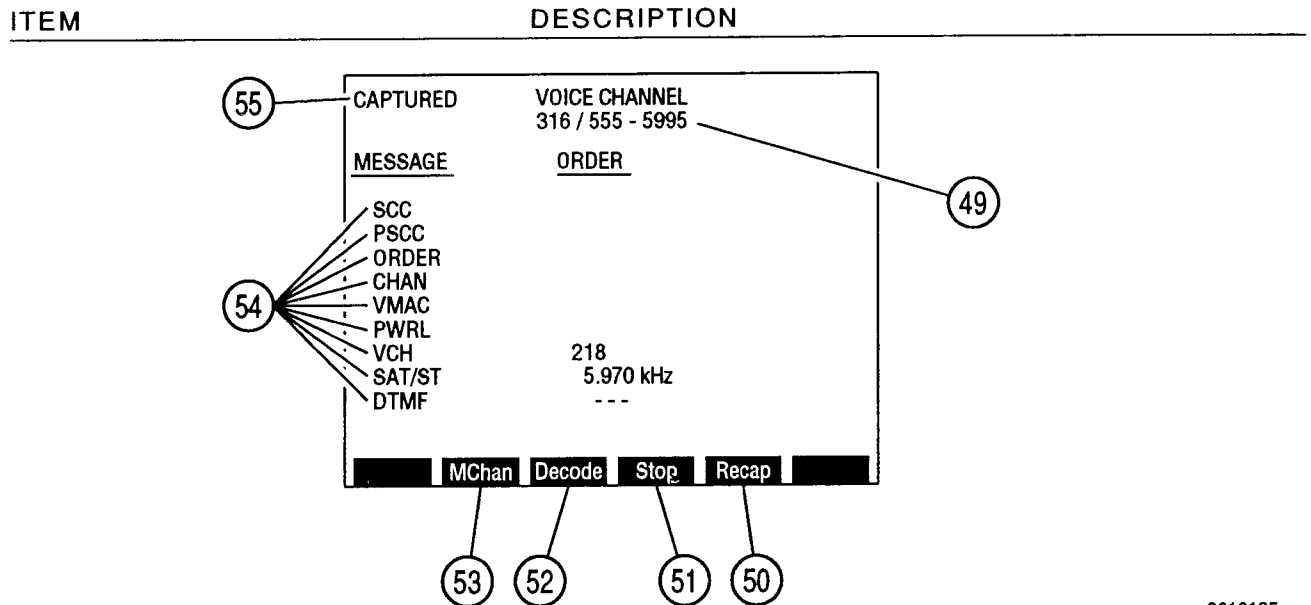 ITEM DESCRIPTION
55 CAPTURED VOICE CHANNEL
316 / 555 - 5995
MESSAGE ORDER
49
SCC
PSCC
ORDER
CHAN
54 VMAC
PWRL
VCH 218
SAT/ST 5.970 kHz
DTMF - - -
MChan Decode Stop Recap
53 52 51 50